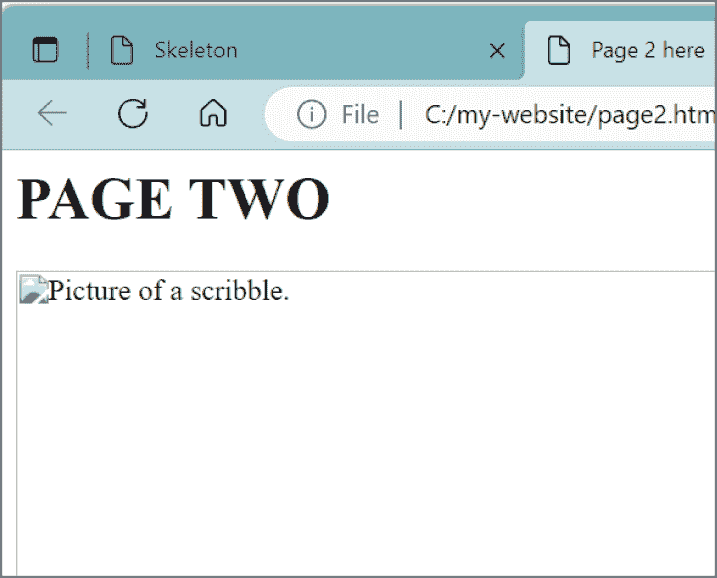 Skeleton
Page 2 here
File | C:/my-website/page2.htm
PAGE TWO
Picture of a scribble.